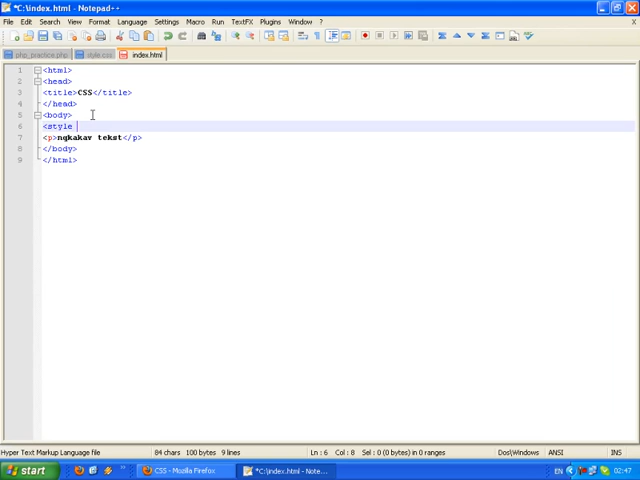 *C:\index.html - Notepad++
File Edit Search View Format Language Settings Macro Run TextFX Plugins Window ? X
php_practice.php style.css index.html
1 <html>
2 <head>
3 <title>CSS</title>
4 </head>
5 <body>
6 <style
7 <p>nqkakav tekst</p>
8 </body>
9 </html>
Hyper Text Markup Language file 84 chars 100 bytes 9 lines Ln : 6 Col : 8 Sel : 0 (0 bytes) in 0 ranges Dos\Windows ANSI INS
start CSS - Mozilla Firefox *C:\index.html - Note... EN 02:47